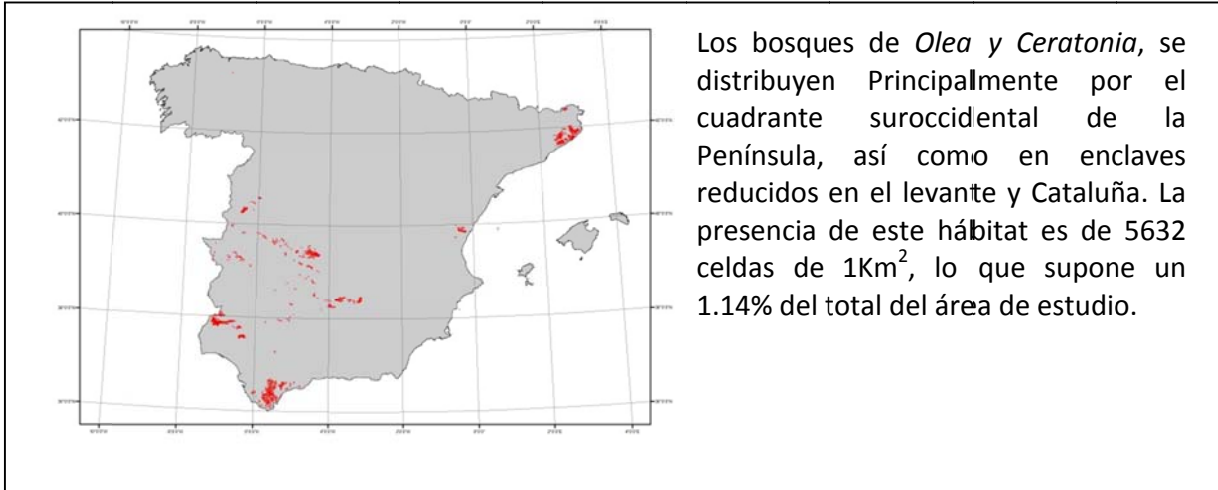 Los bosques de Olea y Ceratonia, se
distribuyen Principalmente por el
cuadrante suroccidental de la
Península, así como en enclaves
reducidos en el levante y Cataluña. La
presencia de este hábitat es de 5632
celdas de 1Km², lo que supone un
1.14% del total del área de estudio.